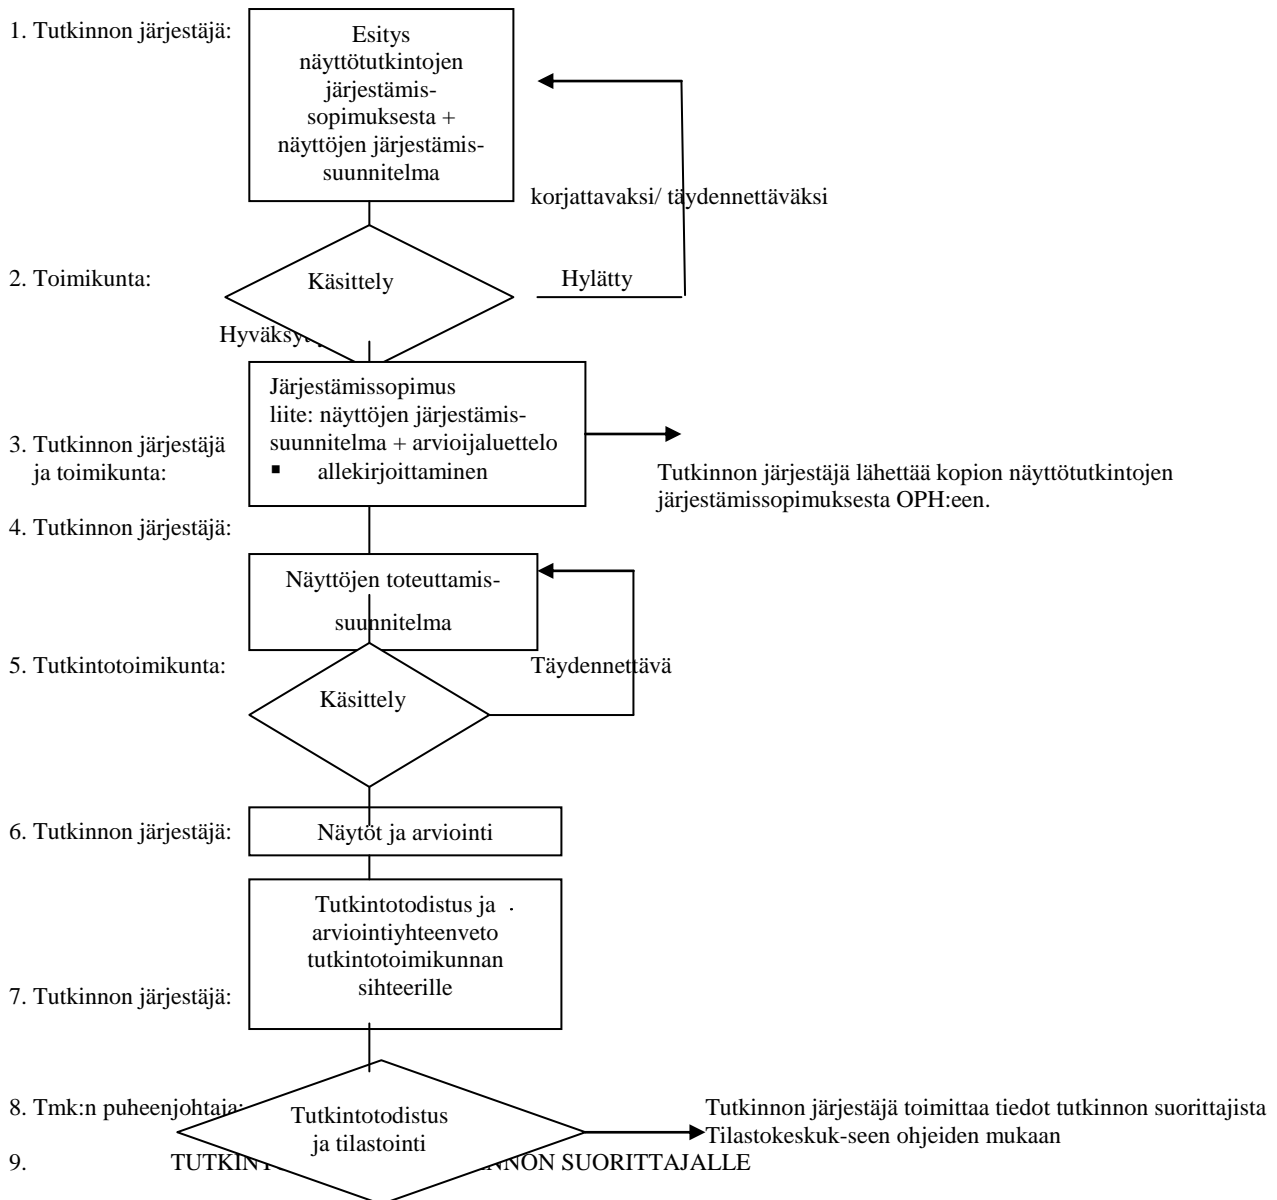 1. Tutkinnon järjestäjä:
Esitys
näyttötutkintojen
järjestämis-
sopimuksesta +
näyttöjen järjestämis-
suunnitelma
korjattavaksi/ täydennettäväksi
2. Toimikunta:
Käsittely
Hylätty
Järjestämissopimus
liite: näyttöjen järjestämis-
suunnitelma + arvioijaluettelo
▪ allekirjoittaminen
3. Tutkinnon järjestäjä
ja toimikunta:
Tutkinnon järjestäjä lähettää kopion näyttötutkintojen
järjestämissopimuksesta OPH:een.
4. Tutkinnon järjestäjä:
Näyttöjen toteuttamis-
suunnitelma
5. Tutkintotoimikunta:
Täydennettävä
Käsittely
6. Tutkinnon järjestäjä:
Näytöt ja arviointi
Tutkintotodistus ja .
arviointiyhteenveto
tutkintotoimikunnan
sihteerille
7. Tutkinnon järjestäjä:
8. Tmk:n puheenjohtaja:
Tutkintotodistus
ja tilastointi
Tutkinnon järjestäjä toimittaa tiedot tutkinnon suorittajista
Tilastokeskuk-seen ohjeiden mukaan
9. SUORITTAJALLE